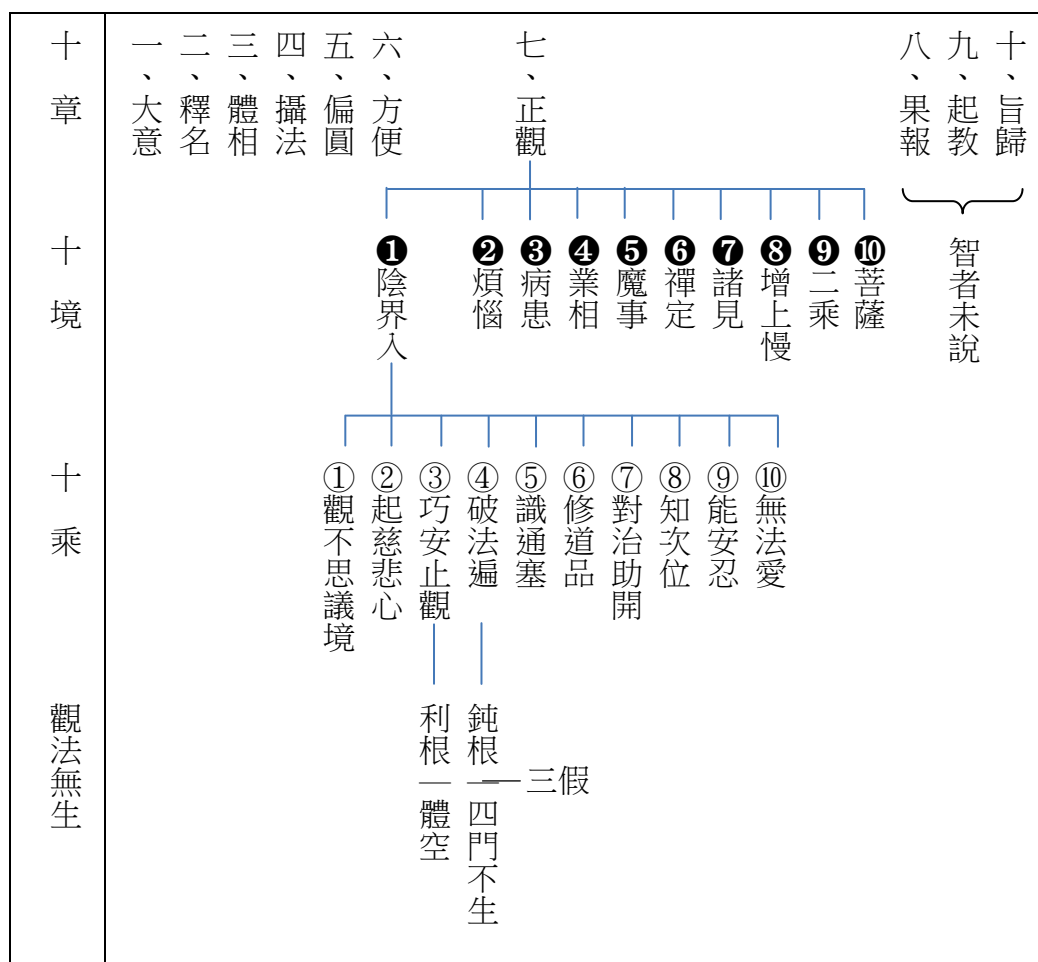 十章
一、大意
二、釋名
三、體相
四、攝法
五、偏圓
六、方便
七、正觀
八、果報
九、起教
十、旨歸
智者未說
十境
❶陰界入
❷煩惱
❸病患
❹業相
❺魔事
❻禪定
❼諸見
❽增上慢
❾二乘
❿菩薩
十乘
①觀不思議境
②起慈悲心
③巧安止觀
④破法遍
⑤識通塞
⑥修道品
⑦對治助開
⑧知次位
⑨能安忍
⑩無法愛
觀法無生
利根—體空
鈍根—四門不生
三假